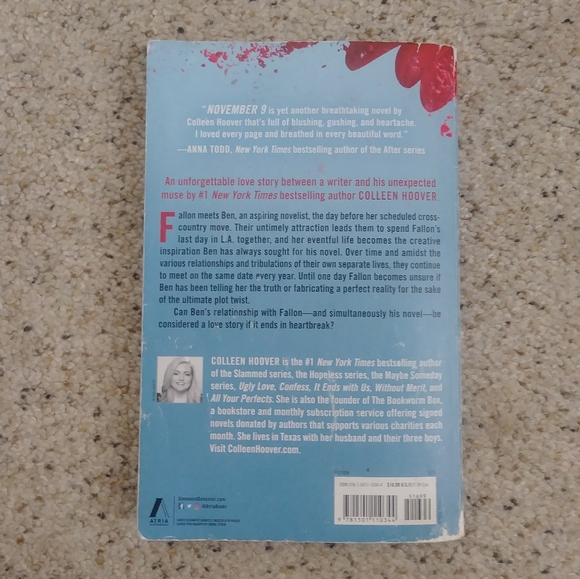 "NOVEMBER 9 is yet another breathtaking novel by
Colleen Hoover that's full of blushing, gushing, and heartache.
I loved every page and breathed in every beautiful word."
—ANNA TODD, New York Times bestselling author of the After series
An unforgettable love story between a writer and his unexpected
muse by #1 New York Times bestselling author COLLEEN HOOVER
Fallon meets Ben, an aspiring novelist, the day before her scheduled cross-
country move. Their untimely attraction leads them to spend Fallon's
last day in L.A. together, and her eventful life becomes the creative
inspiration Ben has always sought for his novel. Over time and amidst the
various relationships and tribulations of their own separate lives, they continue
to meet on the same date every year. Until one day Fallon becomes unsure if
Ben has been telling her the truth or fabricating a perfect reality for the sake
of the ultimate plot twist.
Can Ben's relationship with Fallon—and simultaneously his novel—be
considered a love story if it ends in heartbreak?
COLLEEN HOOVER is the #1 New York Times bestselling author
of the Slammed series, the Hopeless series, the Maybe Someday
series, Ugly Love, Confess, It Ends with Us, Without Merit, and
All Your Perfects. She is also the founder of The Bookworm Box,
a bookstore and monthly subscription service offering signed
novels donated by authors that supports various charities each
month. She lives in Texas with her husband and their three boys.
Visit ColleenHoover.com.
ATRIA
SimonandSchuster.com
@AtriaBooks
9 781501 110344